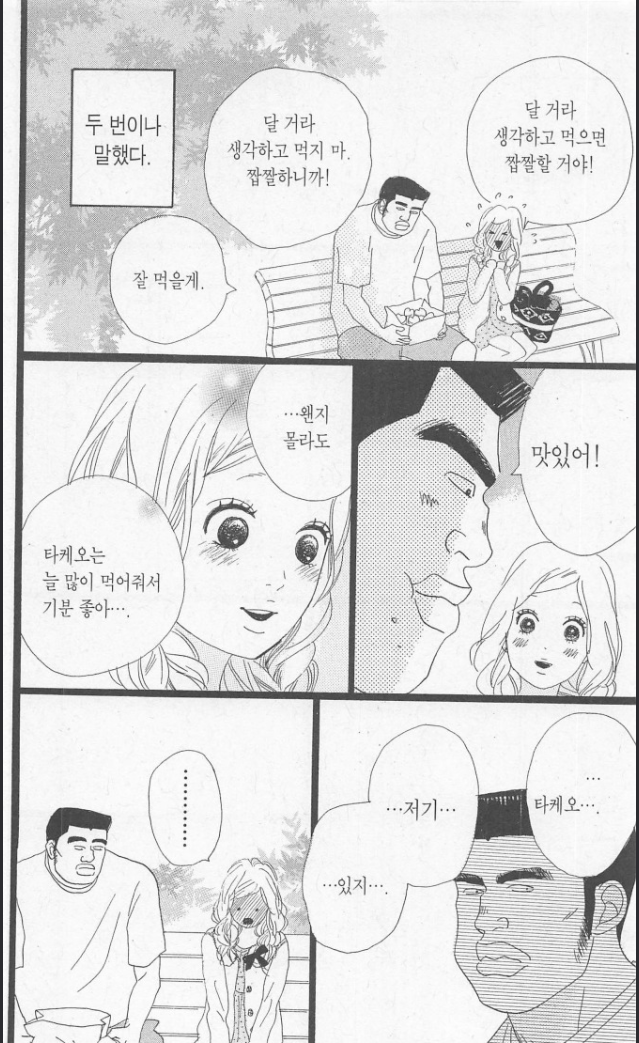 달 거라
생각하고 먹으면
짭짤할 거야!
달 거라
생각하고 먹지 마.
짭짤하니까!
두 번이나
말했다.
잘 먹을게.
맛있어!
…왠지
몰라도
타케오는
늘 많이 먹어줘서
기분 좋아….
…
타케오….
…저기…
…있지….
…………